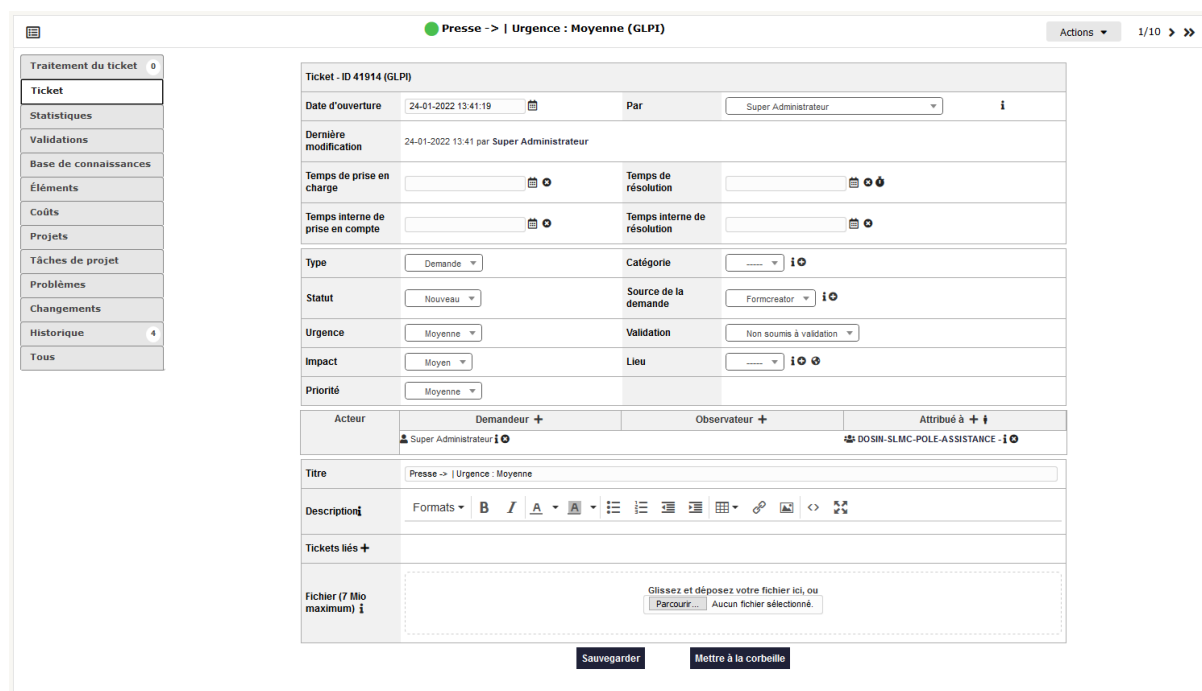 Presse -> | Urgence : Moyenne (GLPI)
Actions
1/10
Traitement du ticket 0
Ticket
Statistiques
Validations
Base de connaissances
Éléments
Coûts
Projets
Tâches de projet
Problèmes
Changements
Historique 4
Tous
Ticket - ID 41914 (GLPI)
Date d'ouverture 24-01-2022 13:41:19 Par Super Administrateur
Dernière modification 24-01-2022 13:41 par Super Administrateur
Temps de prise en charge Temps de résolution
Temps interne de prise en compte Temps interne de résolution
Type Demande Catégorie -----
Statut Nouveau Source de la demande Formcreator
Urgence Moyenne Validation Non soumis à validation
Impact Moyen Lieu -----
Priorité Moyenne
Acteur Demandeur + Observateur + Attribué à +
Super Administrateur DOSIN-SLMC-POLE-ASSISTANCE -
Titre Presse -> | Urgence : Moyenne
Description Formats B I A A
Tickets liés +
Fichier (7 Mio maximum) Glissez et déposez votre fichier ici, ou
Parcourir... Aucun fichier sélectionné.
Sauvegarder Mettre à la corbeille